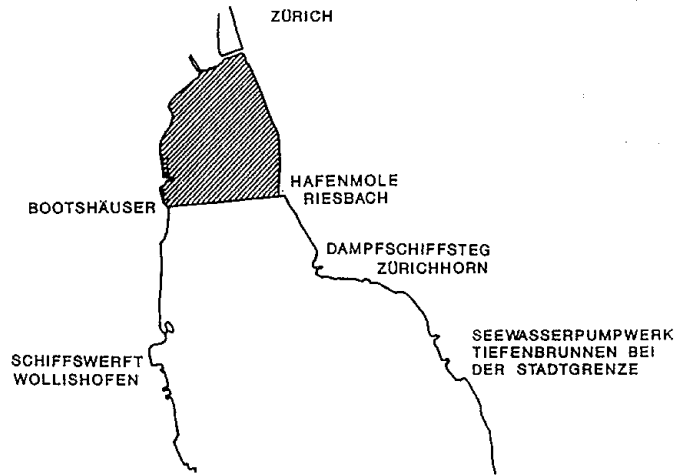 ZÜRICH
HAFENMOLE
RIESBACH
BOOTSHÄUSER
DAMPFSCHIFFSTEG
ZÜRICHHORN
SEEWASSERPUMPWERK
TIEFENBRUNNEN BEI
DER STADTGRENZE
SCHIFFSWERFT
WOLLISHOFEN